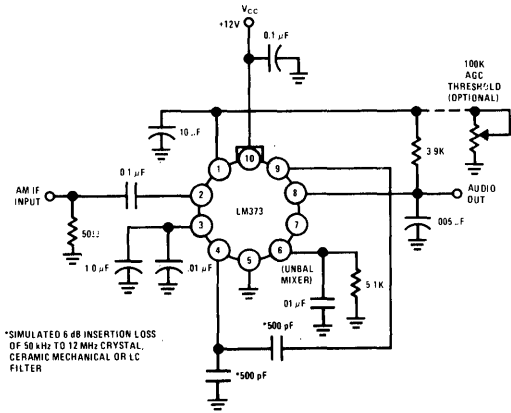 VCC
+12V
0.1 µF
100K
AGC
THRESHOLD
(OPTIONAL)
10 µF
3.9K
1
10
9
0.1 µF
AM IF
INPUT
2
LM373
8
AUDIO
OUT
50Ω
3
7
.005 µF
4
5
6
1.0 µF
.01 µF
(UNBAL
MIXER)
5.1K
.01 µF
*500 pF
*500 pF
*SIMULATED 6 dB INSERTION LOSS
OF 50 kHz TO 12 MHz CRYSTAL,
CERAMIC MECHANICAL OR LC
FILTER